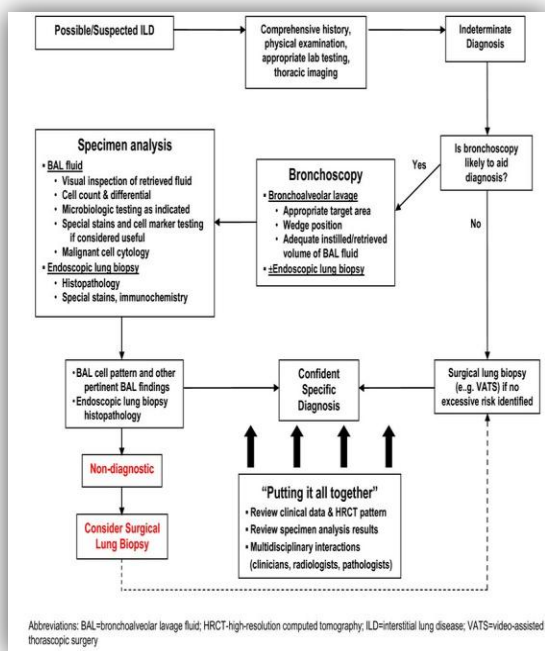 Possible/Suspected ILD
Comprehensive history,
physical examination,
appropriate lab testing,
thoracic imaging
Indeterminate
Diagnosis
Is bronchoscopy
likely to aid
diagnosis?
Yes
No
Bronchoscopy
▪ Bronchoalveolar lavage
• Appropriate target area
• Wedge position
• Adequate instilled/retrieved
volume of BAL fluid
▪ ±Endoscopic lung biopsy
Specimen analysis
▪ BAL fluid
• Visual inspection of retrieved fluid
• Cell count & differential
• Microbiologic testing as indicated
• Special stains and cell marker testing
if considered useful
• Malignant cell cytology
▪ Endoscopic lung biopsy
• Histopathology
• Special stains, immunochemistry
• BAL cell pattern and other
pertinent BAL findings
• Endoscopic lung biopsy
histopathology
Confident
Specific
Diagnosis
Surgical lung biopsy
(e..g. VATS) if no
excessive risk identified
Non-diagnostic
Consider Surgical
Lung Biopsy
“Putting it all together”
▪ Review clinical data & HRCT pattern
▪ Review specimen analysis results
▪ Multidisciplinary interactions
(clinicians, radiologists, pathologists)
Abbreviations: BAL=bronchoalveolar lavage fluid; HRCT-high-resolution computed tomography; ILD=interstitial lung disease; VATS=video-assisted
thorascopic surgery